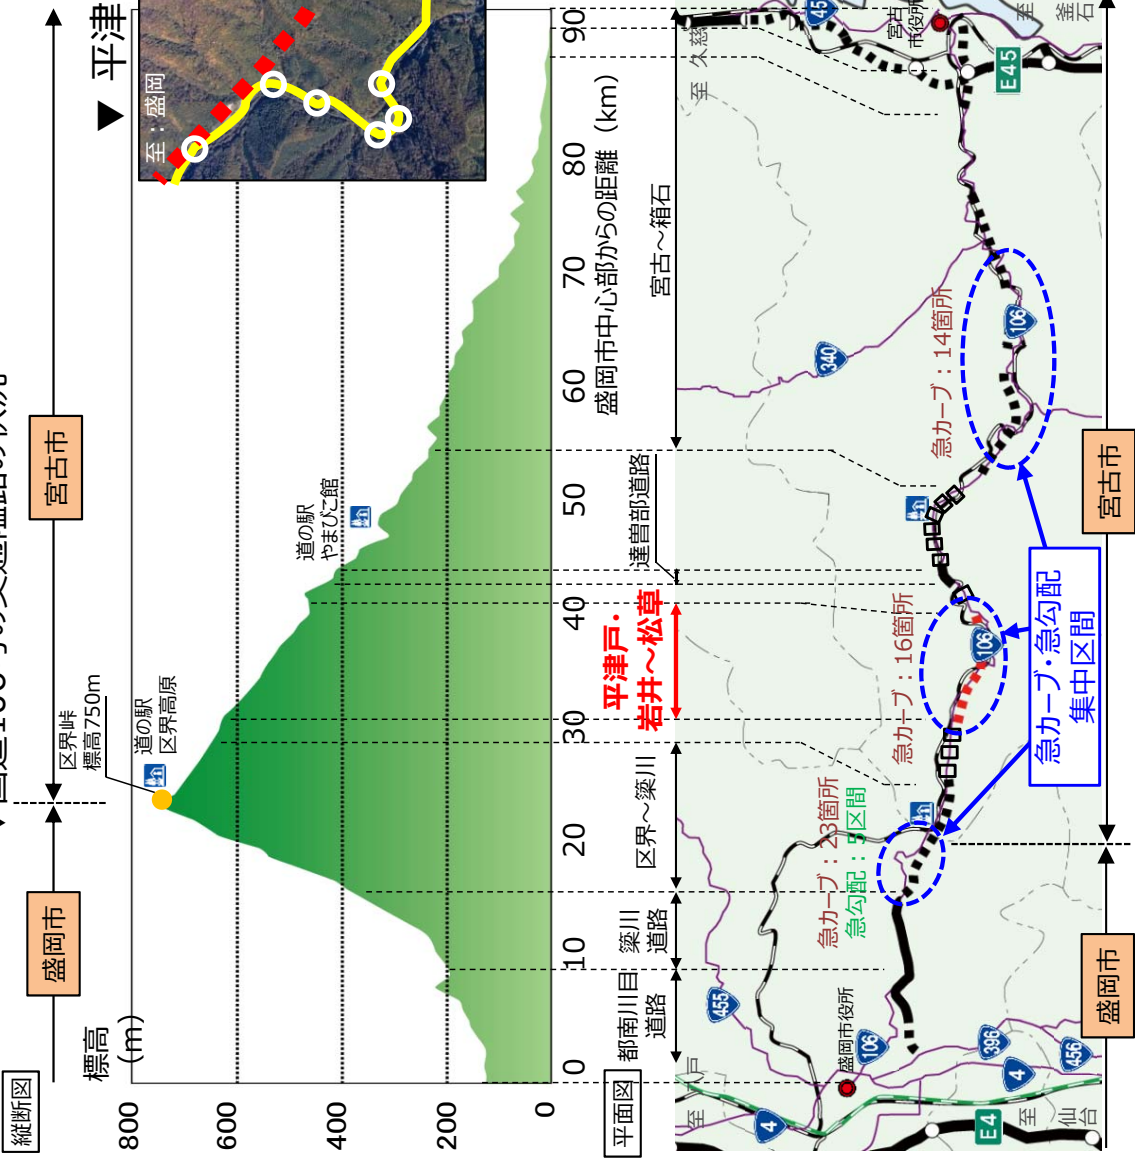 縦断図
盛岡市
宮古市
標高
（m）
800
600
400
200
0
区界峠
標高750m
道の駅
区界高原
道の駅
やまびこ館
▼ 平津
至：盛岡
0
10
20
30
40
50
60
70
80
90
盛岡市中心部からの距離（km）
平面図
都南川目
道路
簗川
道路
区界～簗川
平津戸・
岩井～松草
達曽部道路
宮古～箱石
急カーブ：23箇所
急勾配：5区間
急カーブ：16箇所
急カーブ：14箇所
急カーブ・急勾配
集中区間
盛岡市役所
宮古
市役所
455
106
396
4
456
4
E4
至
仙台
至
戸
106
340
106
45
E45
至 久慈
至
釜石
盛岡市
宮古市